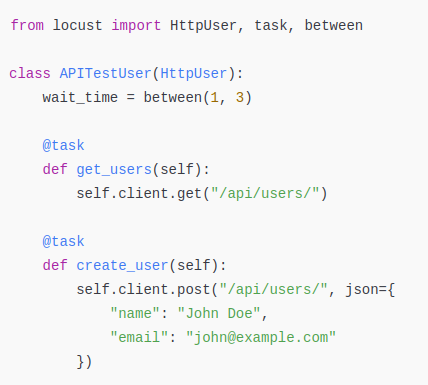 from locust import HttpUser, task, between

class APITestUser(HttpUser):
    wait_time = between(1, 3)

    @task
    def get_users(self):
        self.client.get("/api/users/")

    @task
    def create_user(self):
        self.client.post("/api/users/", json={
            "name": "John Doe",
            "email": "john@example.com"
        })